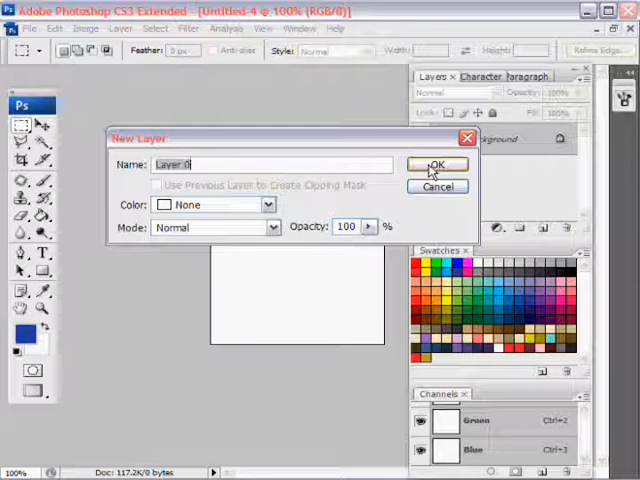 Adobe Photoshop CS3 Extended - [Untitled-4 @ 100% (RGB/8)]
File Edit Image Layer Select Filter Analysis View Window Help
Feather: 0 px Anti-alias Style: Normal Width: Height: Refine Edge...
Ps
Layers × Character Paragraph
Normal Opacity: 100%
Lock: Fill: 100%
New Layer
Name: Layer 0 OK
Use Previous Layer to Create Clipping Mask Cancel
Color: None
Mode: Normal Opacity: 100 %
Swatches ×
Channels ×
Green Ctrl+2
Blue Ctrl+3
100% Doc: 117.2K/0 bytes